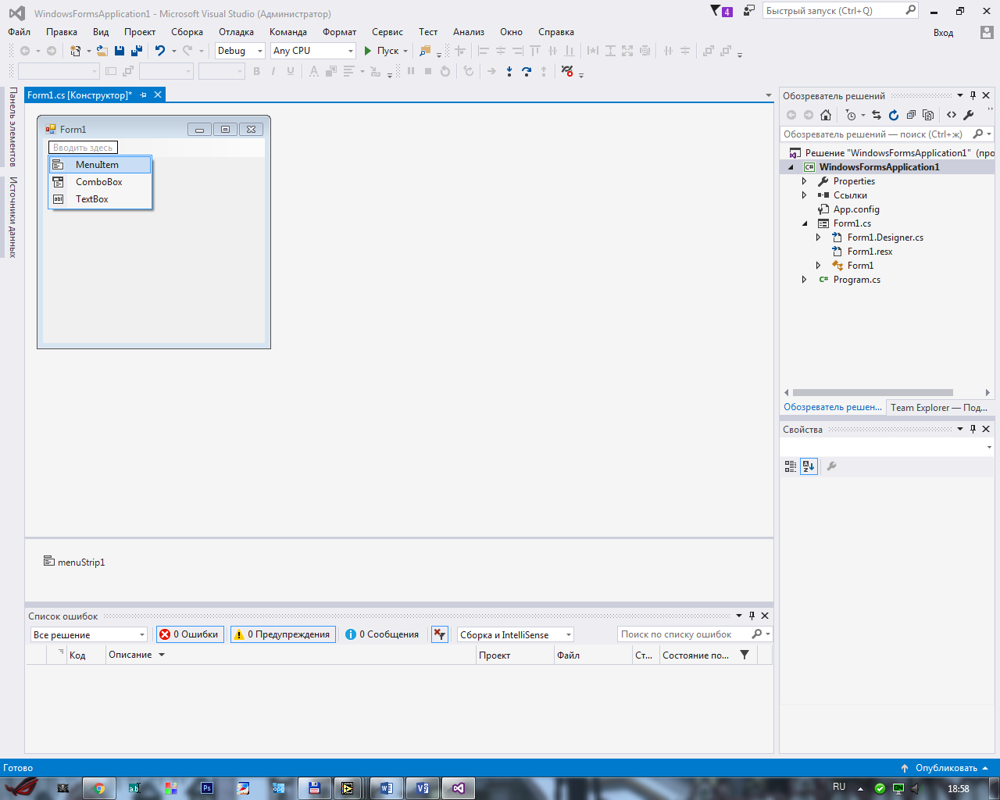 WindowsFormsApplication1 - Microsoft Visual Studio (Администратор)
4
Быстрый запуск (Ctrl+Q)
Файл Правка Вид Проект Сборка Отладка Команда Формат Сервис Тест Анализ Окно Справка
Вход
Debug Any CPU Пуск
Панель элементов
Источники данных
Form1.cs [Конструктор]*
Form1
Вводить здесь
MenuItem
ComboBox
TextBox
menuStrip1
Список ошибок
Все решение 0 Ошибки 0 Предупреждения 0 Сообщения Сборка и IntelliSense Поиск по списку ошибок
Код Описание Проект Файл Ст... Состояние по...
Обозреватель решений
Обозреватель решений — поиск (Ctrl+ж)
Решение "WindowsFormsApplication1" (про
WindowsFormsApplication1
Properties
Ссылки
App.config
Form1.cs
Form1.Designer.cs
Form1.resx
Form1
Program.cs
Обозреватель решен... Team Explorer — Под...
Свойства
Готово
Опубликовать
RU
18:58